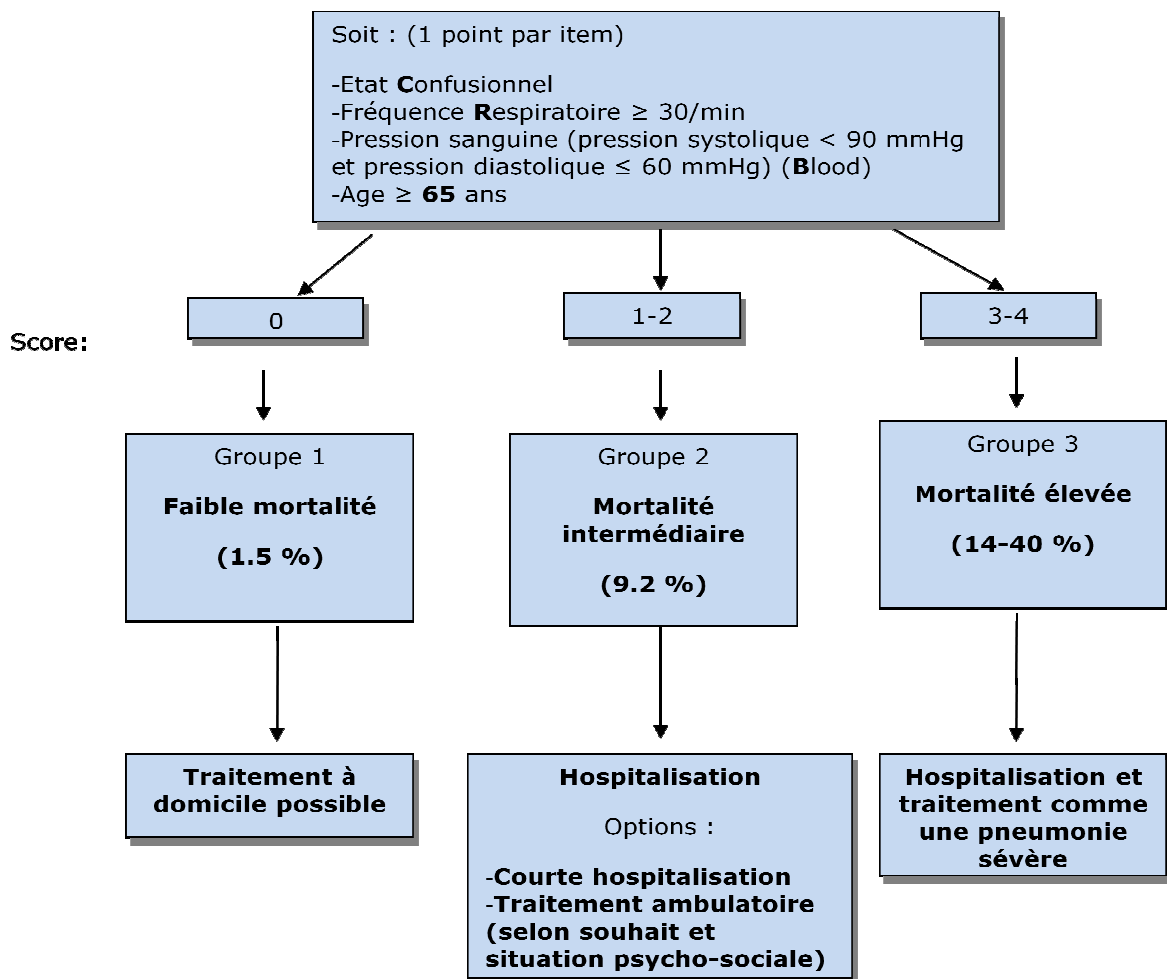 Soit : (1 point par item)
-Etat Confusionnel
-Fréquence Respiratoire ≥ 30/min
-Pression sanguine (pression systolique < 90 mmHg
et pression diastolique ≤ 60 mmHg) (Blood)
-Age ≥ 65 ans
Score:
0
1-2
3-4
Groupe 1
Faible mortalité
(1.5 %)
Groupe 2
Mortalité
intermédiaire
(9.2 %)
Groupe 3
Mortalité élevée
(14-40 %)
Traitement à
domicile possible
Hospitalisation
Options :
-Courte hospitalisation
-Traitement ambulatoire
(selon souhait et
situation psycho-sociale)
Hospitalisation et
traitement comme
une pneumonie
sévère